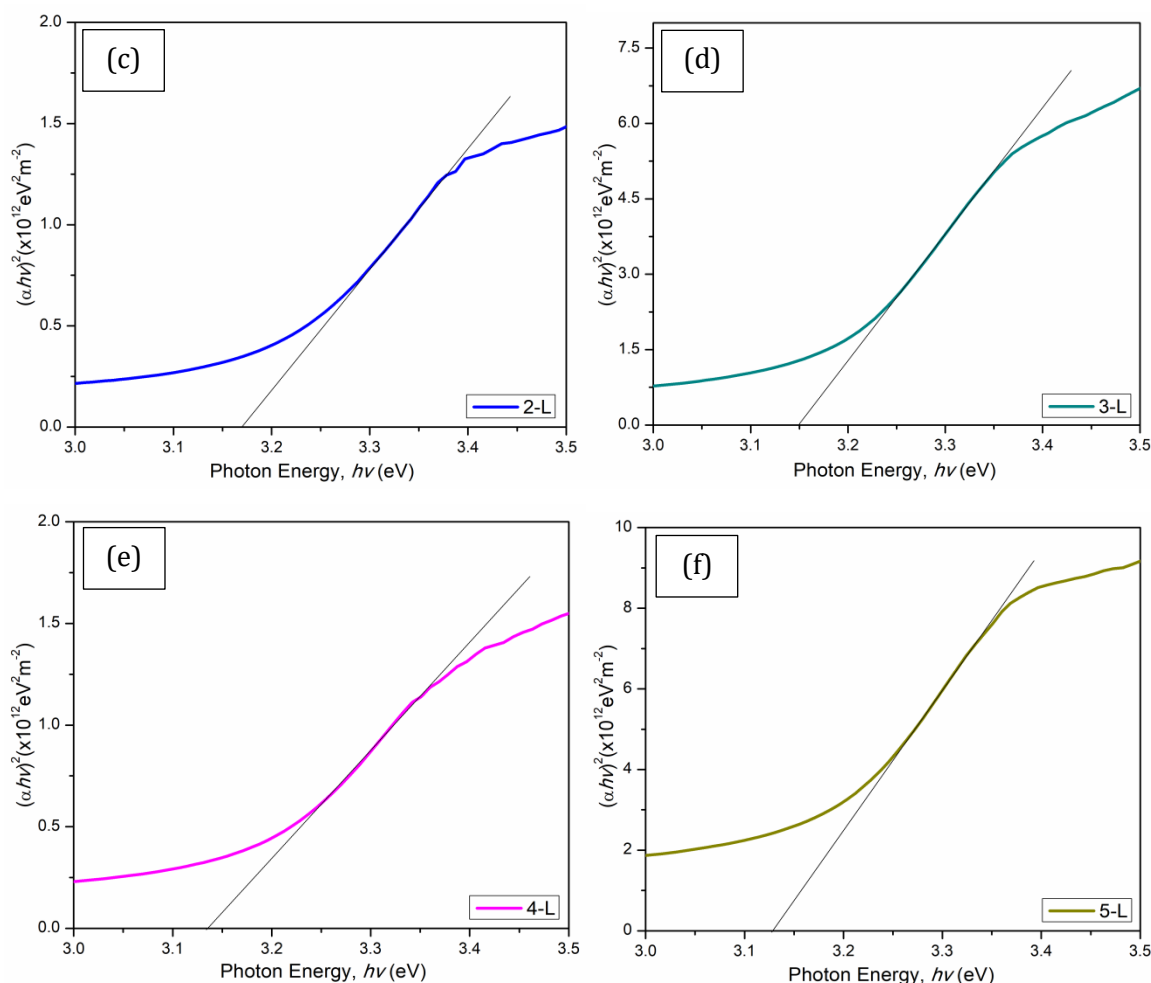 (c)
2.0
1.5
1.0
0.5
0.0
(αhν)²(x10¹²eV²m⁻²)
3.0 3.1 3.2 3.3 3.4 3.5
Photon Energy, hν (eV)
2-L
(d)
7.5
6.0
4.5
3.0
1.5
0.0
(αhν)²(x10¹²eV²m⁻²)
3.0 3.1 3.2 3.3 3.4 3.5
Photon Energy, hν (eV)
3-L
(e)
2.0
1.5
1.0
0.5
0.0
(αhν)²(x10¹²eV²m⁻²)
3.0 3.1 3.2 3.3 3.4 3.5
Photon Energy, hν (eV)
4-L
(f)
10
8
6
4
2
0
(αhν)²(x10¹²eV²m⁻²)
3.0 3.1 3.2 3.3 3.4 3.5
Photon Energy, hν (eV)
5-L